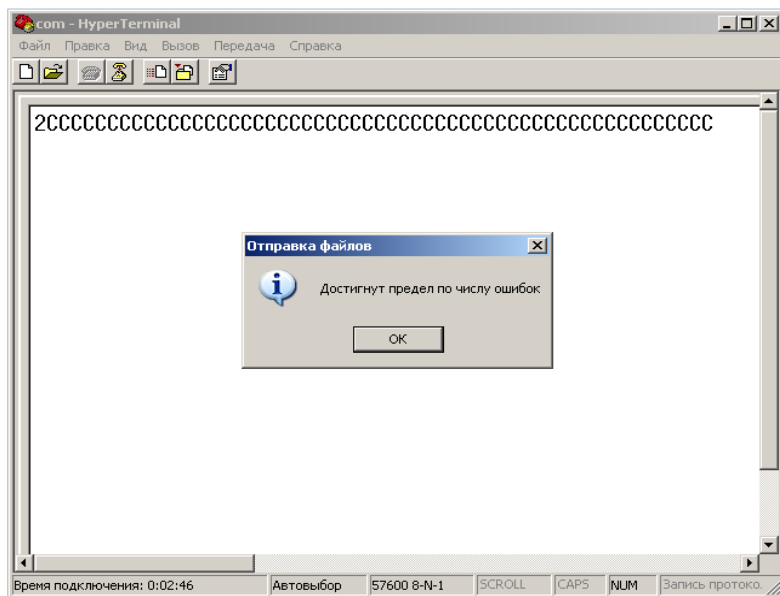 com - HyperTerminal
Файл Правка Вид Вызов Передача Справка
2CCCCCCCCCCCCCCCCCCCCCCCCCCCCCCCCCCCCCCCCCCCCCCCCCCCCCCC
Отправка файлов
Достигнут предел по числу ошибок
OK
Время подключения: 0:02:46 Автовыбор 57600 8-N-1 SCROLL CAPS NUM Запись протоко.